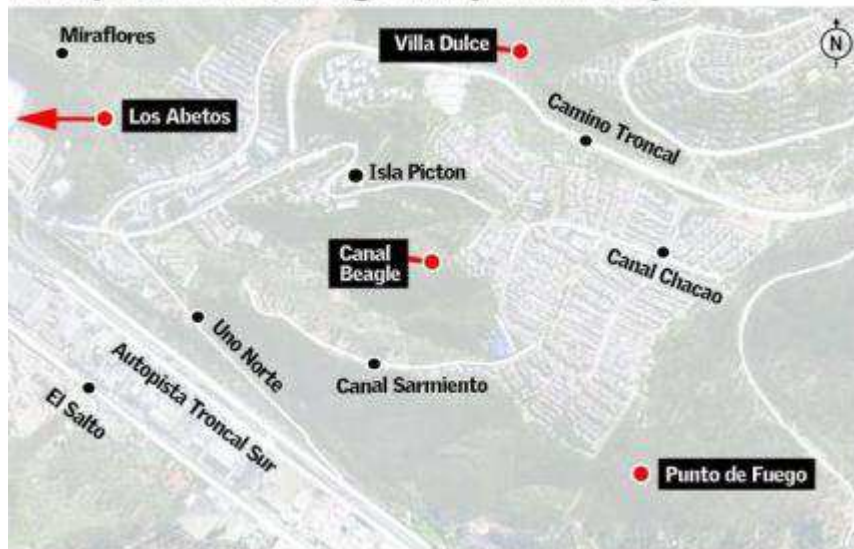 Miraflores
Villa Dulce
N
Los Abetos
Camino Troncal
Isla Picton
Canal
Beagle
Canal Chacao
Uno Norte
Autopista Troncal Sur
El Salto
Canal Sarmiento
Punto de Fuego